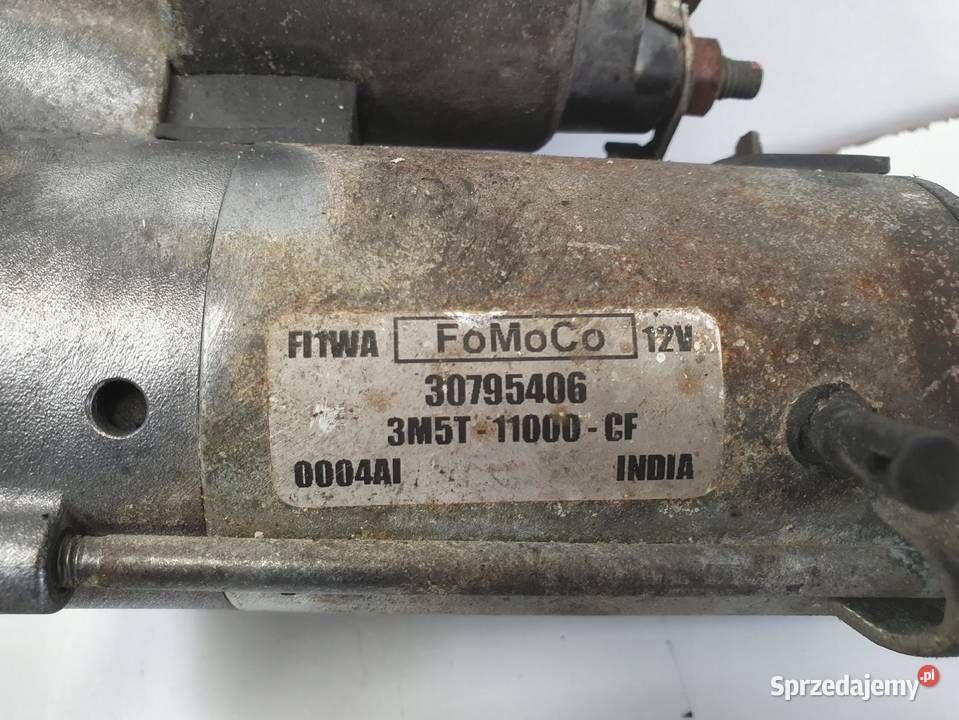 FI1WA FoMoCo 12V
30795406
3M5T-11000-CF
0004AI INDIA
Sprzedajemy.pl